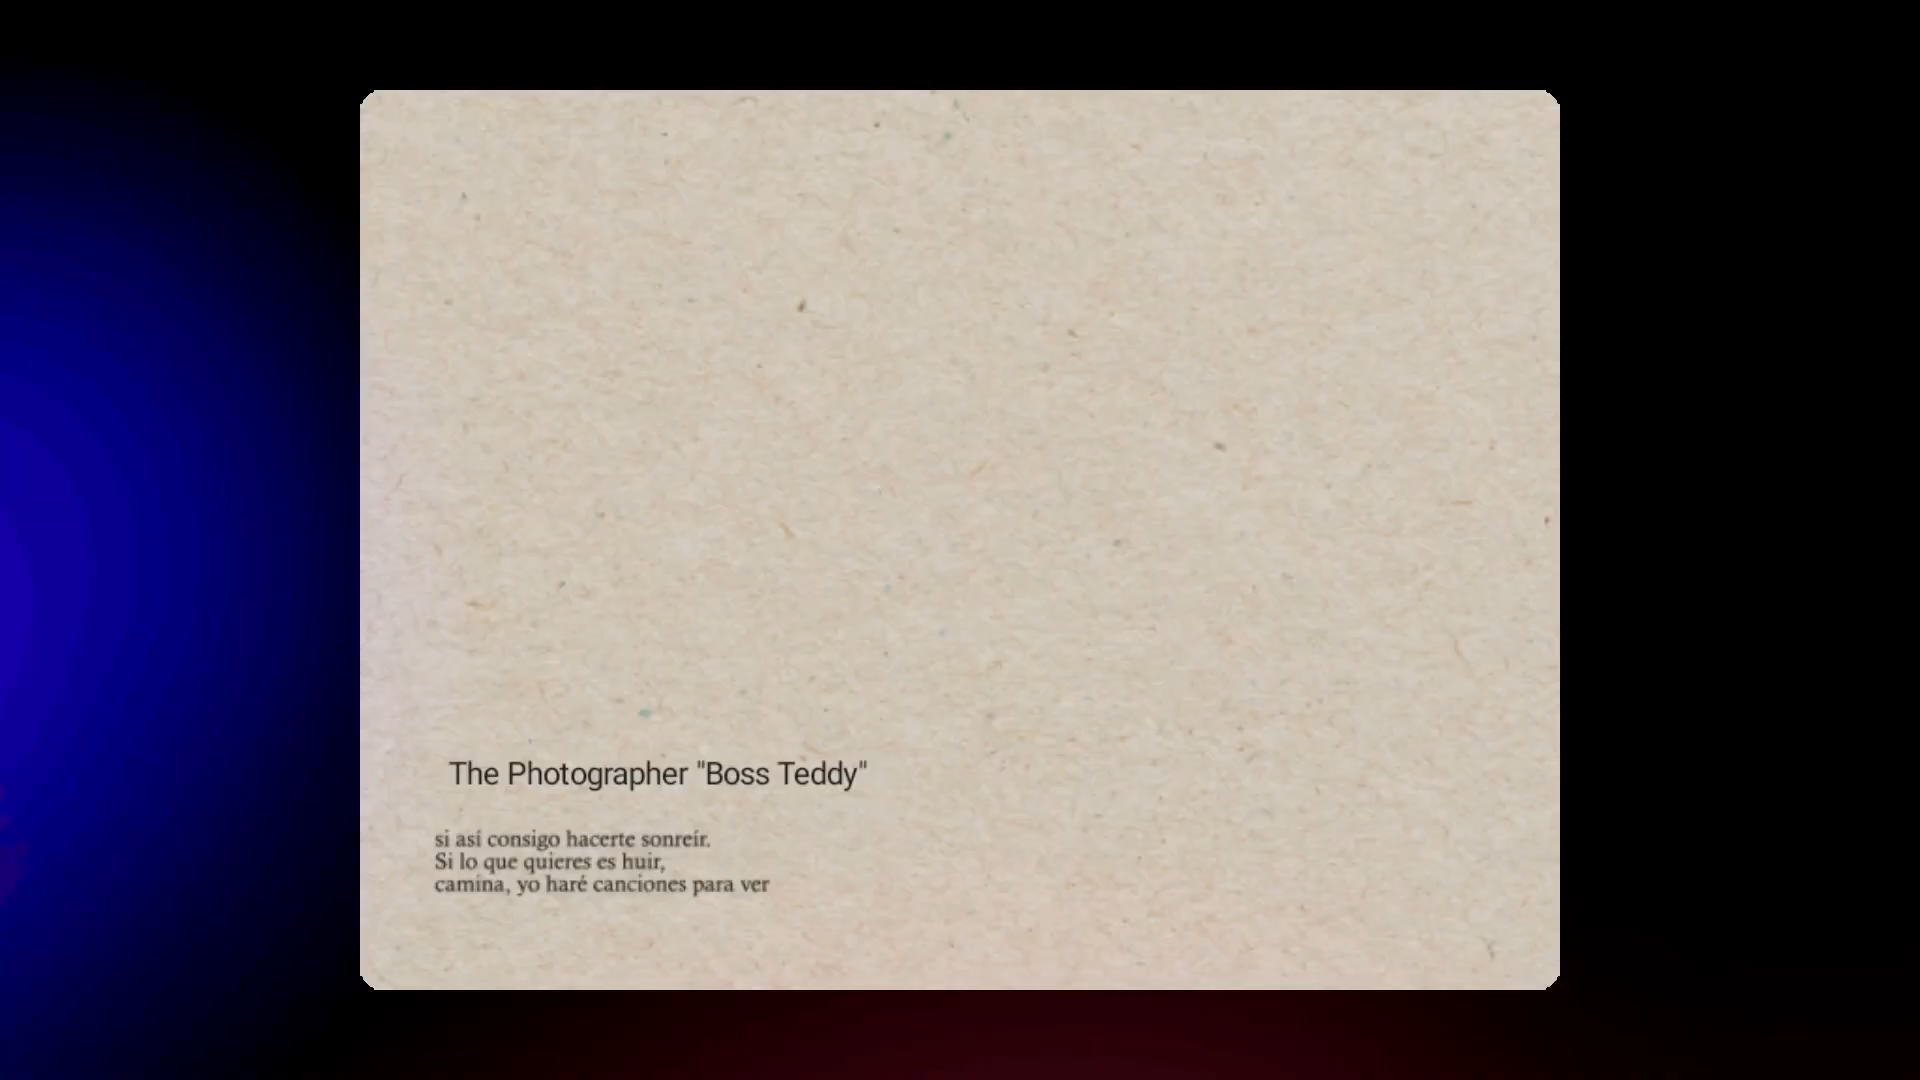 The Photographer "Boss Teddy"
si así consigo hacerte sonreír.
Si lo que quieres es huir,
camina, yo haré canciones para ver